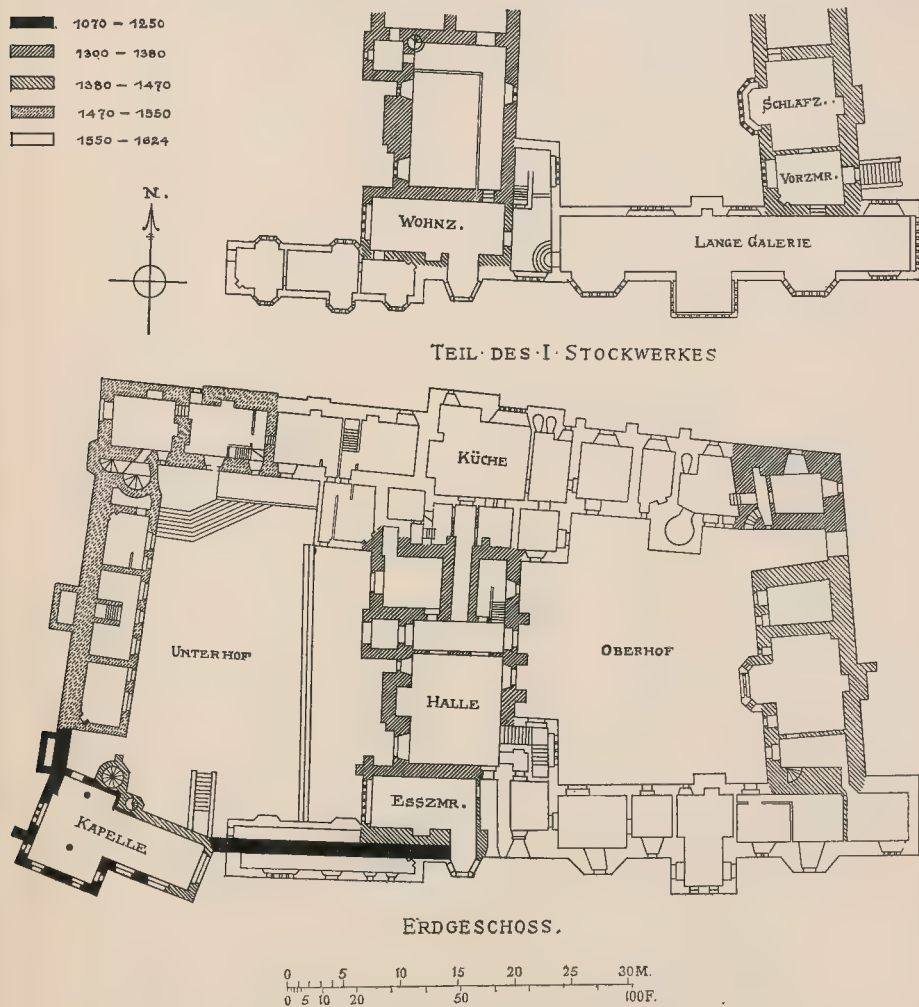 1070 – 1250
1300 – 1380
1380 – 1470
1470 – 1550
1550 – 1624
N.
SCHLAFZ.
VORZMR.
WOHNZ.
LANGE GALERIE
TEIL·DES·I·STOCKWERKES
KÜCHE
UNTERHOF
OBERHOF
HALLE
ESSZMR.
KAPELLE
ERDGESCHOSS.
0 5 10 15 20 25 30 M.
0 5 10 20 50 100 F.